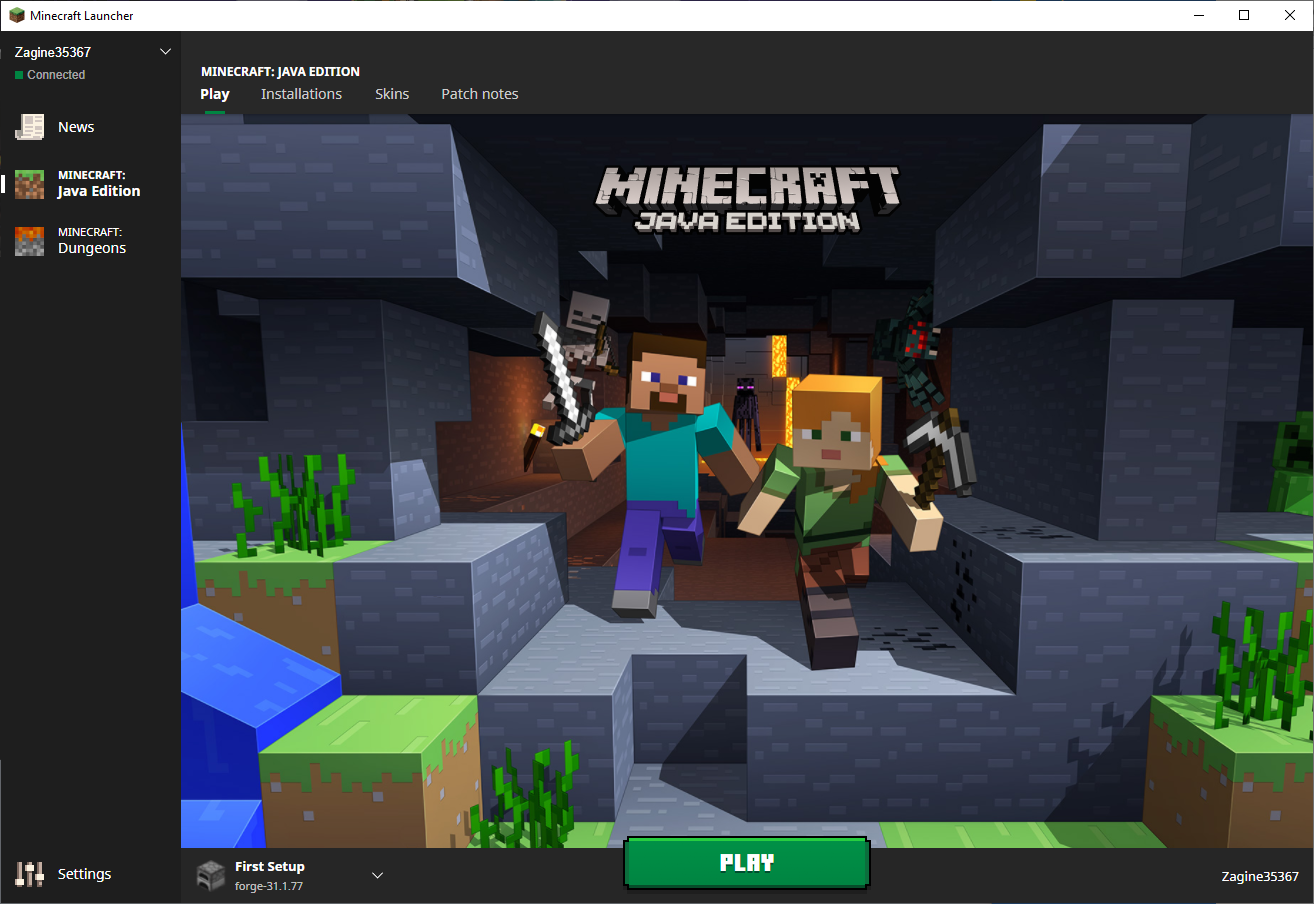 Minecraft Launcher
Zagine35367
Connected
News
MINECRAFT:
Java Edition
MINECRAFT:
Dungeons
Settings
MINECRAFT: JAVA EDITION
Play Installations Skins Patch notes
MINECRAFT
JAVA EDITION
First Setup
forge-31.1.77
PLAY
Zagine35367